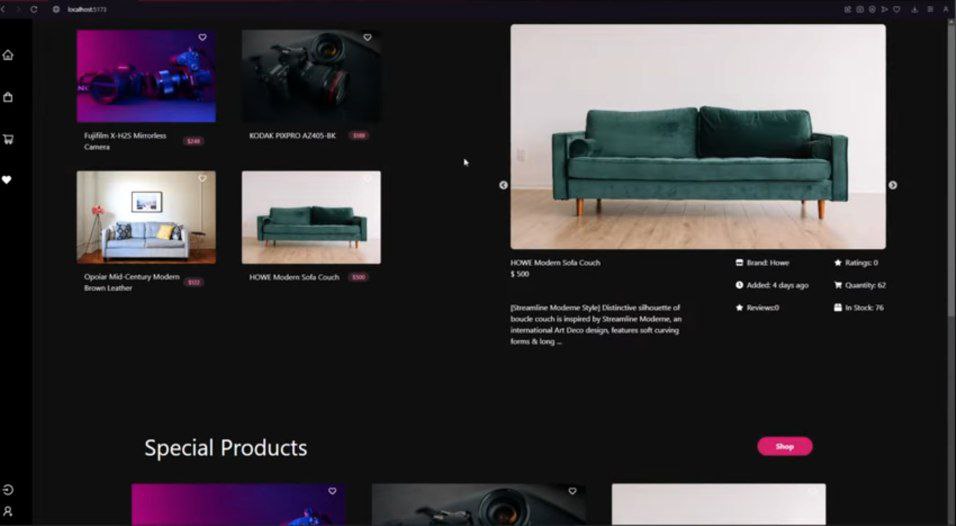 localhost:5173
Fujifilm X-H2S Mirrorless
Camera
$249
KODAK PIXPRO AZ405-BK
Opoiar Mid-Century Modern
Brown Leather
HOWE Modern Sofa Couch
$500
HOWE Modern Sofa Couch
$ 500
Brand: Howe
Ratings: 0
Added: 4 days ago
Quantity: 62
Reviews:0
In Stock: 76
[Streamline Moderne Style] Distinctive silhouette of
boucle couch is inspired by Streamline Moderne, an
international Art Deco design, features soft curving
forms & long ...
Special Products
Shop